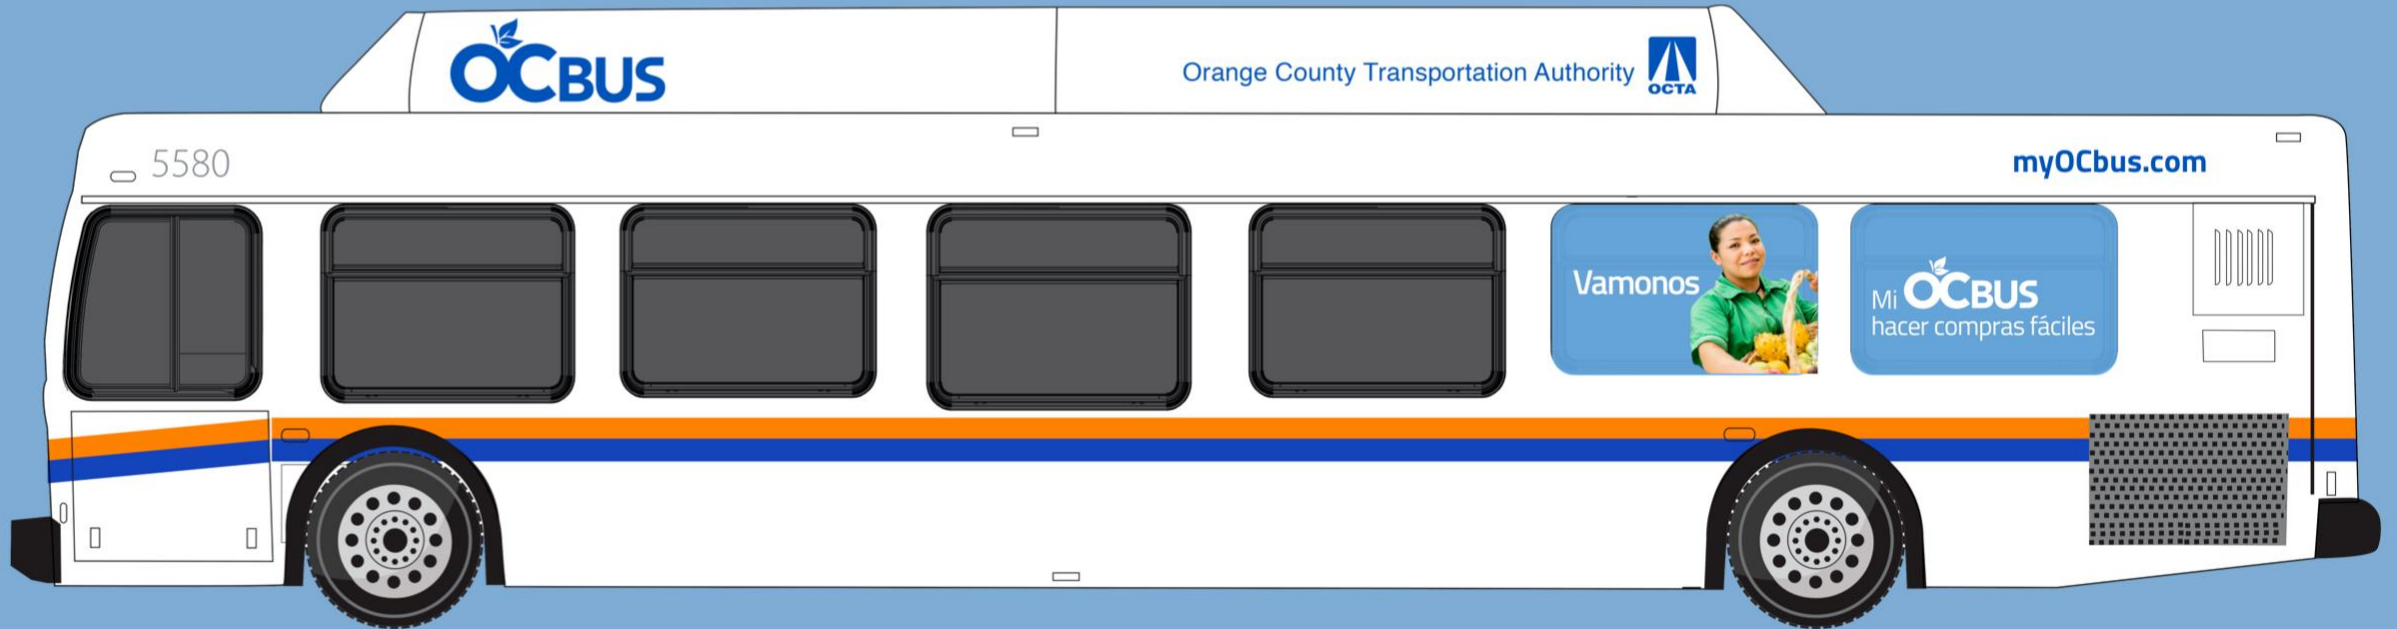 OCBUS
Orange County Transportation Authority
OCTA
5580
myOCbus.com
Vamonos
Mi OCBUS
hacer compras fáciles